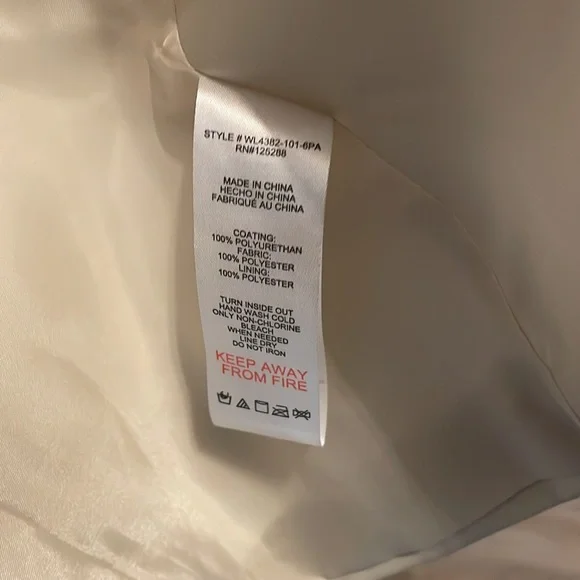 STYLE # WL4382-101-6PA
RN#125288
MADE IN CHINA
HECHO IN CHINA
FABRIQUÉ AU CHINA
COATING:
100% POLYURETHAN
FABRIC:
100% POLYESTER
LINING:
100% POLYESTER
TURN INSIDE OUT
HAND WASH COLD
ONLY NON-CHLORINE
BLEACH
WHEN NEEDED
LINE DRY
DO NOT IRON
KEEP AWAY
FROM FIRE